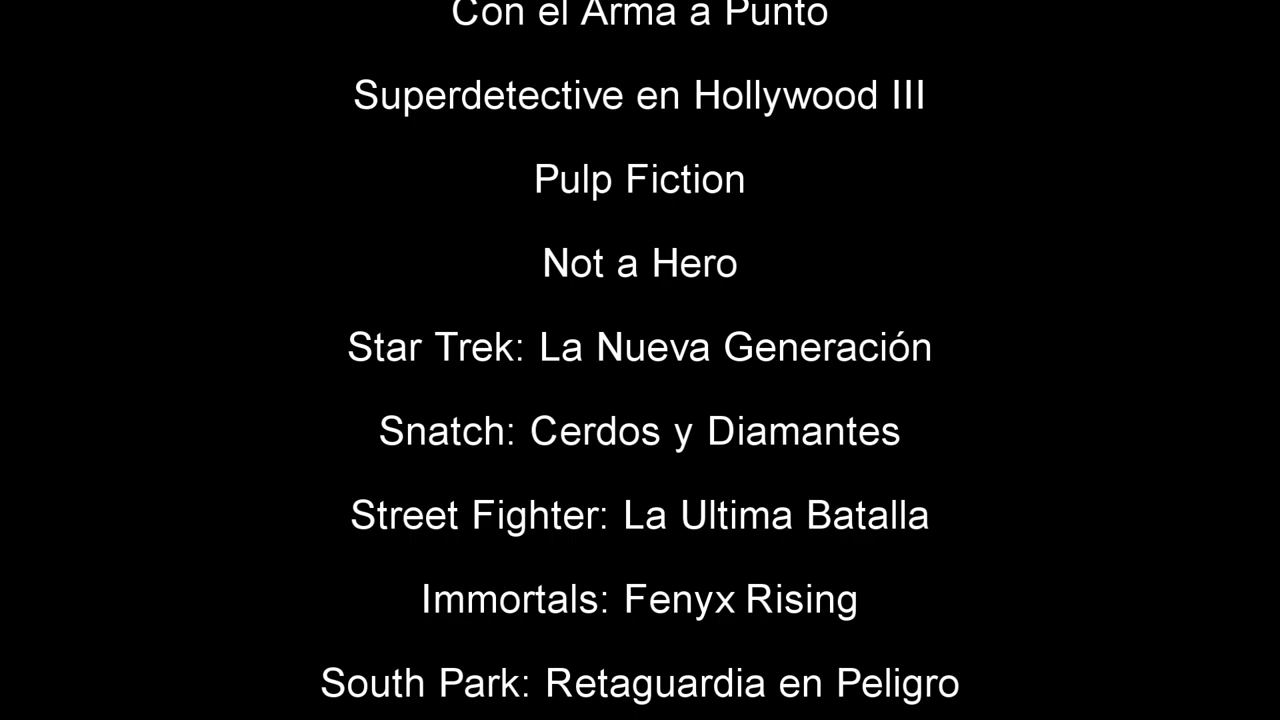 Con el Arma a Punto
Superdetective en Hollywood III
Pulp Fiction
Not a Hero
Star Trek: La Nueva Generación
Snatch: Cerdos y Diamantes
Street Fighter: La Ultima Batalla
Immortals: Fenyx Rising
South Park: Retaguardia en Peligro